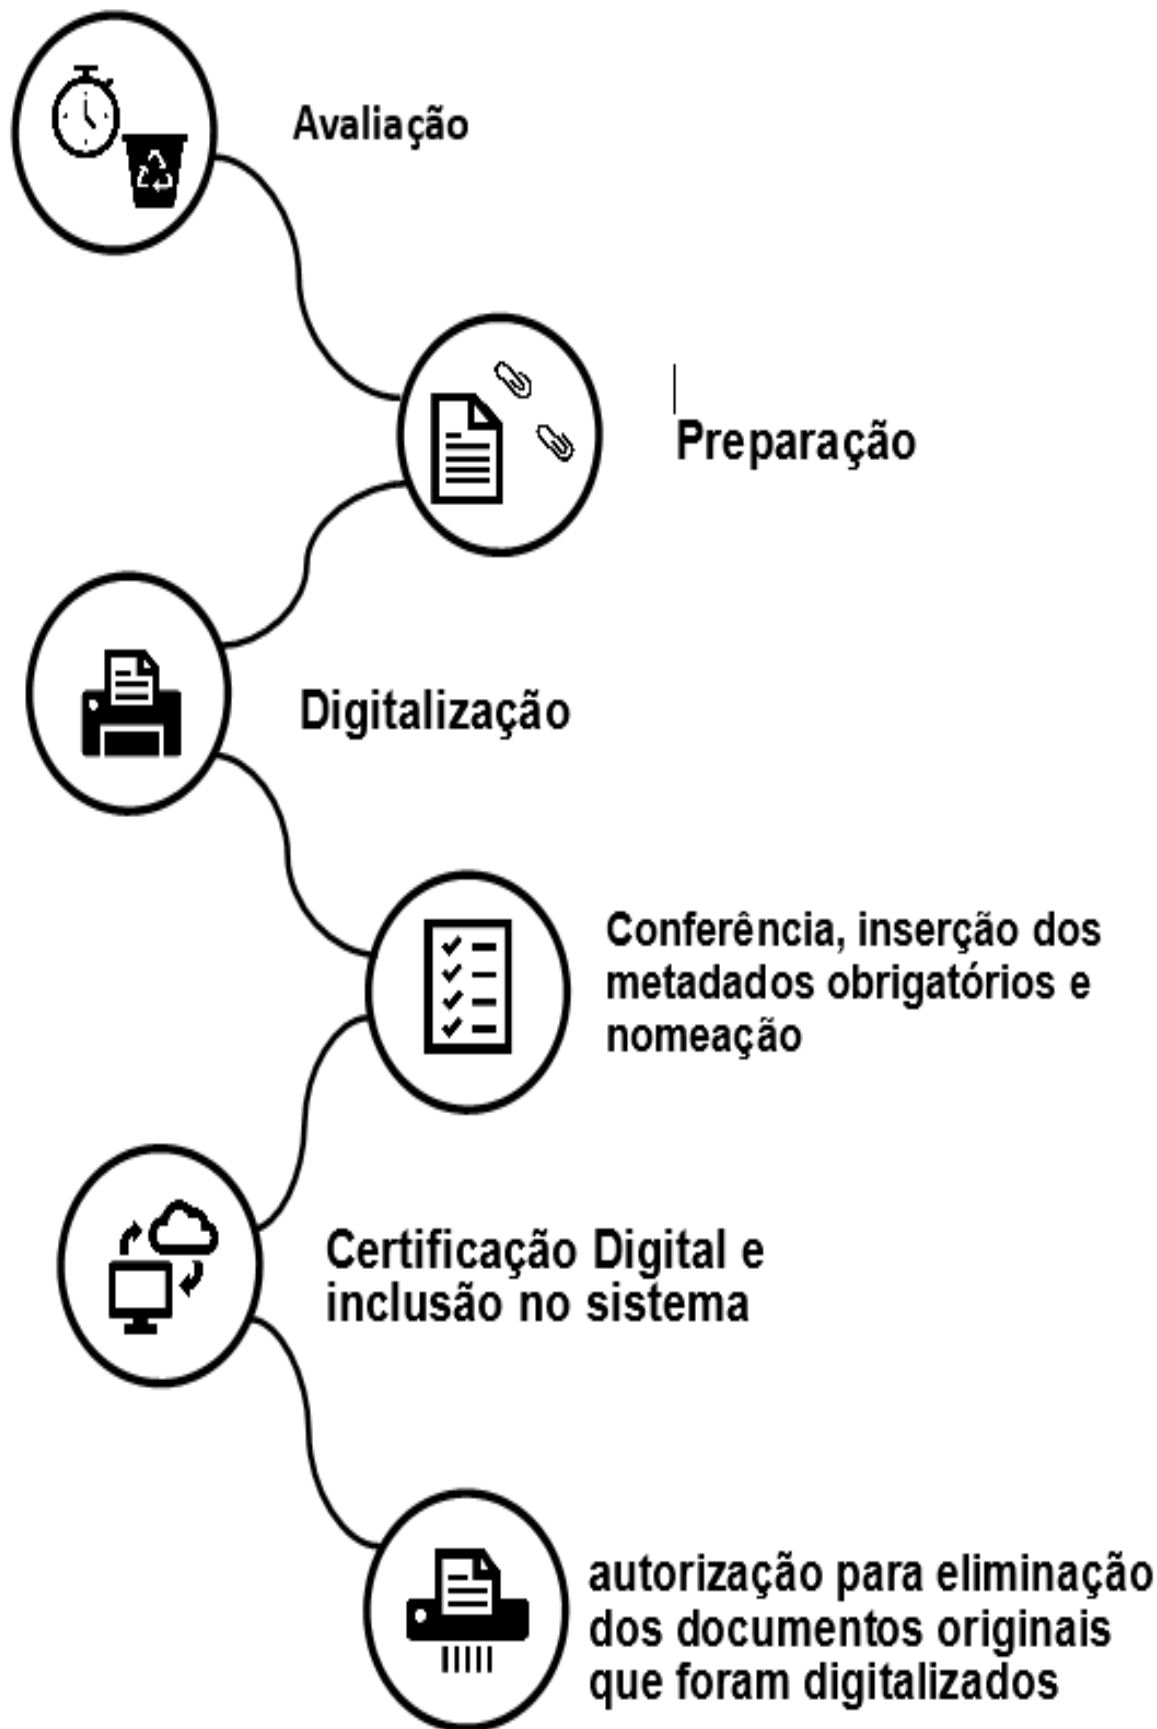 Avaliação
Preparação
Digitalização
Conferência, inserção dos
metadados obrigatórios e
nomeação
Certificação Digital e
inclusão no sistema
autorização para eliminação
dos documentos originais
que foram digitalizados